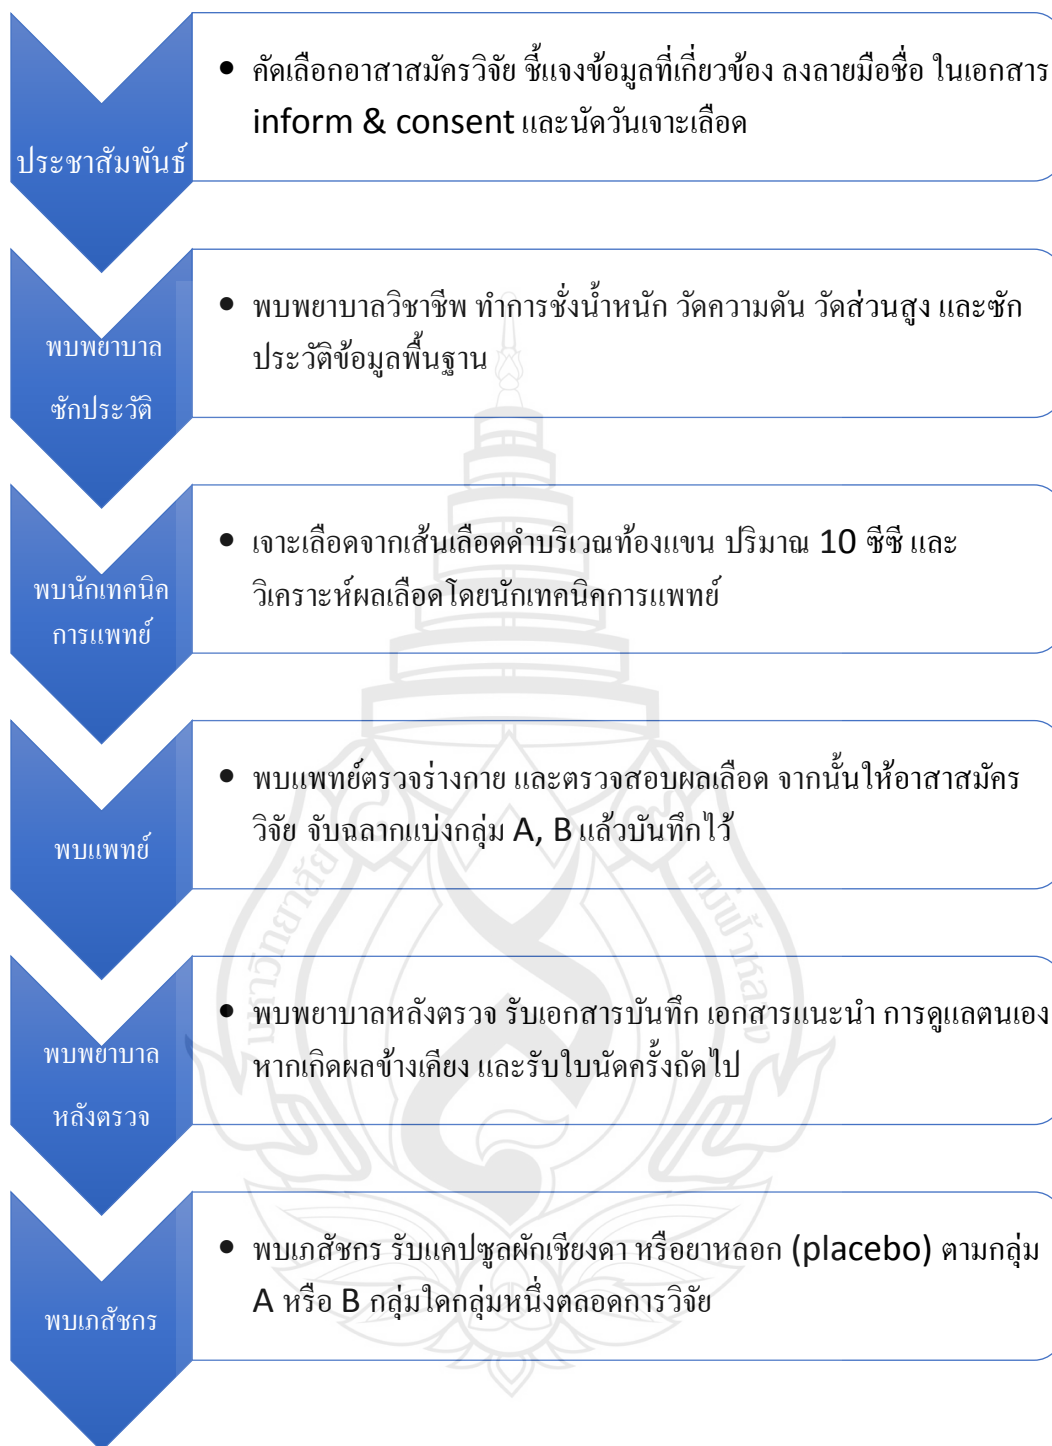 ประชาสัมพันธ์
• คัดเลือกอาสาสมัครวิจัย ชี้แจงข้อมูลที่เกี่ยวข้อง ลงลายมือชื่อ ในเอกสาร
inform & consent และนัดวันเจาะเลือด
พบพยาบาล
ซักประวัติ
• พบพยาบาลวิชาชีพ ทำการชั่งน้ำหนัก วัดความดัน วัดส่วนสูง และซัก
ประวัติข้อมูลพื้นฐาน
พบนักเทคนิค
การแพทย์
• เจาะเลือดจากเส้นเลือดดำบริเวณท้องแขน ปริมาณ 10 ซีซี และ
วิเคราะห์ผลเลือดโดยนักเทคนิคการแพทย์
พบแพทย์
• พบแพทย์ตรวจร่างกาย และตรวจสอบผลเลือด จากนั้นให้อาสาสมัคร
วิจัย จับฉลากแบ่งกลุ่ม A, B แล้วบันทึกไว้
พบพยาบาล
หลังตรวจ
• พบพยาบาลหลังตรวจ รับเอกสารบันทึก เอกสารแนะนำ การดูแลตนเอง
หากเกิดผลข้างเคียง และรับใบนัดครั้งถัดไป
พบเภสัชกร
• พบเภสัชกร รับแคปซูลผักเชียงดา หรือยาหลอก (placebo) ตามกลุ่ม
A หรือ B กลุ่มใดกลุ่มหนึ่งตลอดการวิจัย
มหาวิทยาลัย
แม่ฟ้าหลวง